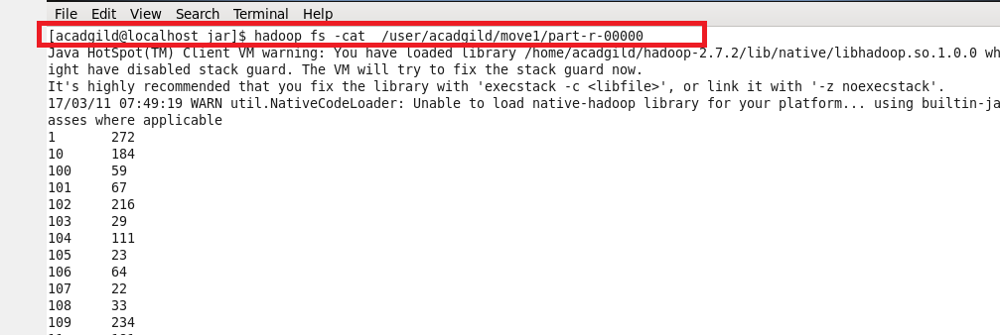 File Edit View Search Terminal Help
[acadgild@localhost jar]$ hadoop fs -cat  /user/acadgild/move1/part-r-00000
Java HotSpot(TM) Client VM warning: You have loaded library /home/acadgild/hadoop-2.7.2/lib/native/libhadoop.so.1.0.0 wh
ight have disabled stack guard. The VM will try to fix the stack guard now.
It's highly recommended that you fix the library with 'execstack -c <libfile>', or link it with '-z noexecstack'.
17/03/11 07:49:19 WARN util.NativeCodeLoader: Unable to load native-hadoop library for your platform... using builtin-ja
asses where applicable
1 272
10 184
100 59
101 67
102 216
103 29
104 111
105 23
106 64
107 22
108 33
109 234